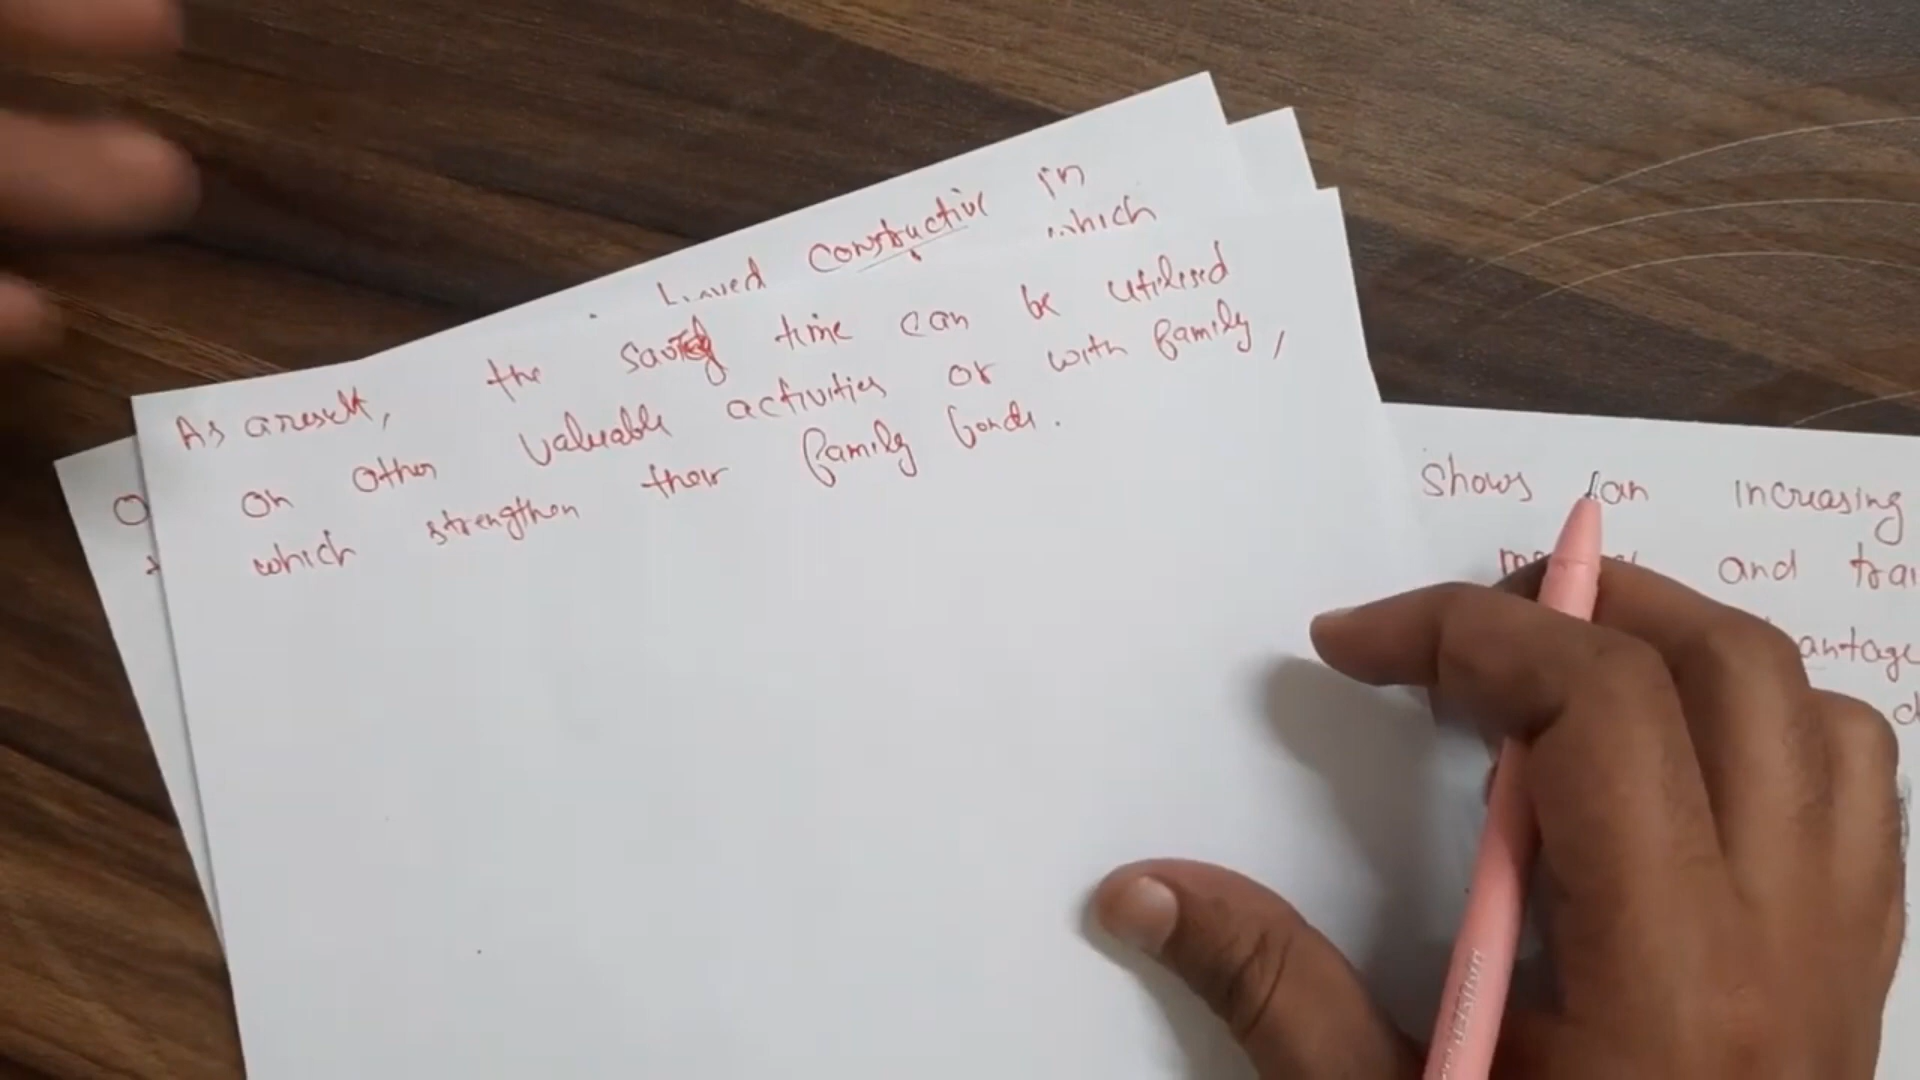 constructive in
which
As a result, the saved time can be utilised
on other valuable activities or with family,
which strengthen their family bonds.
shows an increasing
and